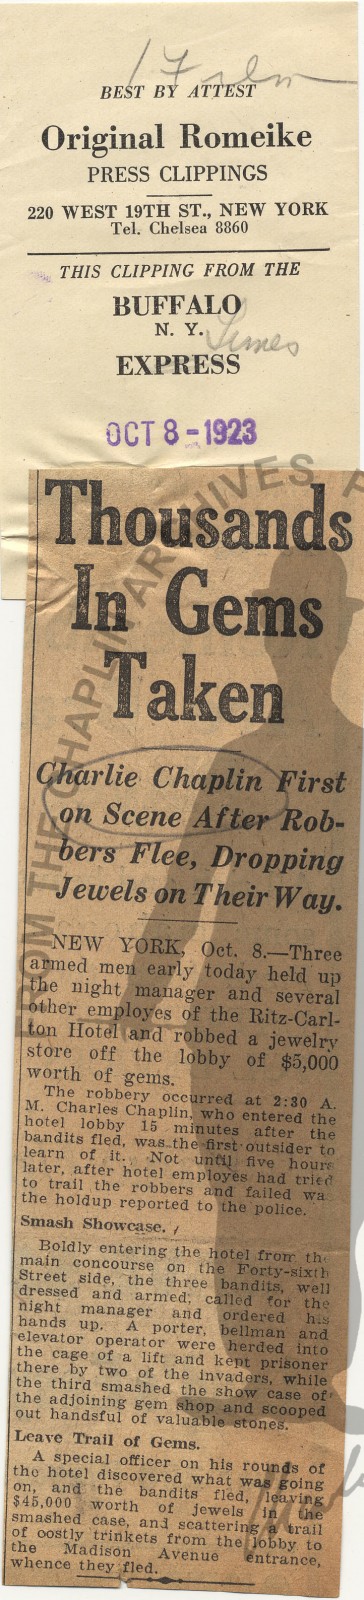 BEST BY ATTEST
Original Romeike
PRESS CLIPPINGS
220 WEST 19TH ST., NEW YORK
Tel. Chelsea 8860
THIS CLIPPING FROM THE
BUFFALO
N. Y.
Times
EXPRESS
OCT 8 - 1923
FROM THE CHAPLIN ARCHIVES
Thousands
In Gems
Taken
Charlie Chaplin First
on Scene After Rob-
bers Flee, Dropping
Jewels on Their Way.
NEW YORK, Oct. 8.—Three
armed men early today held up
the night manager and several
other employes of the Ritz-Carl-
ton Hotel and robbed a jewelry
store off the lobby of $5,000
worth of gems.
The robbery occurred at 2:30 A.
M. Charles Chaplin, who entered the
hotel lobby 15 minutes after the
bandits fled, was the first outsider to
learn of it. Not until five hours
later, after hotel employes had tried
to trail the robbers and failed wa
the holdup reported to the police.
Smash Showcase.
Boldly entering the hotel from the
main concourse on the Forty-sixth
Street side, the three bandits, well
dressed and armed, called for the
night manager and ordered his
hands up. A porter, bellman and
elevator operator were herded into
the cage of a lift and kept prisoner
there by two of the invaders, while
the third smashed the show case of
the adjoining gem shop and scooped
out handsful of valuable stones.
Leave Trail of Gems.
A special officer on his rounds of
the hotel discovered what was going
on, and the bandits fled, leaving
$45,000 worth of jewels in the
smashed case, and scattering a trail
of costly trinkets from the lobby to
the Madison Avenue entrance,
whence they fled.